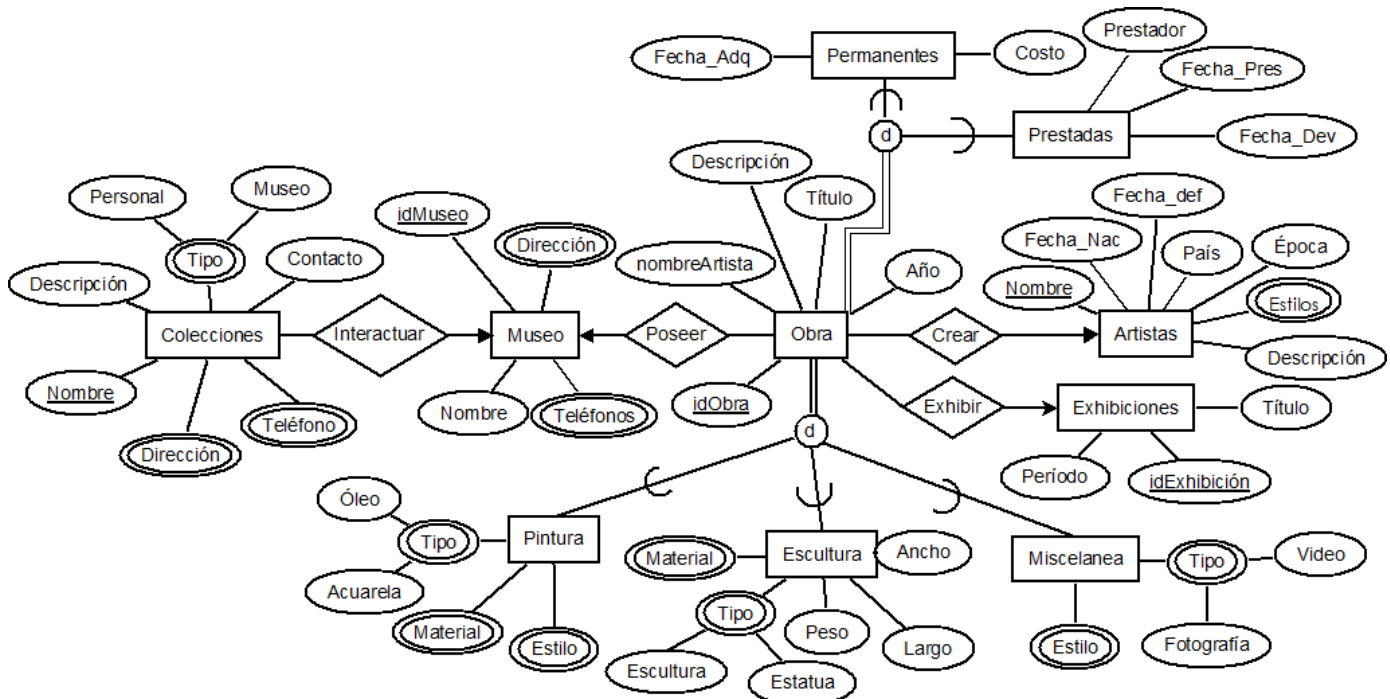 Prestador
Fecha_Adq
Permanentes
Costo
Fecha_Pres
d
Prestadas
Fecha_Dev
Descripción
Personal
Museo
Título
Fecha_def
idMuseo
Fecha_Nac
País
Época
Tipo
Dirección
Contacto
nombreArtista
Año
Descripción
Nombre
Estilos
Colecciones
Interactuar
Museo
Poseer
Obra
Crear
Artistas
Descripción
Nombre
Nombre
Teléfonos
idObra
Exhibir
Exhibiciones
Título
Teléfono
Dirección
d
Período
idExhibición
Óleo
Tipo
Pintura
Material
Escultura
Ancho
Miscelanea
Tipo
Video
Acuarela
Material
Estilo
Tipo
Peso
Largo
Estilo
Fotografía
Escultura
Estatua